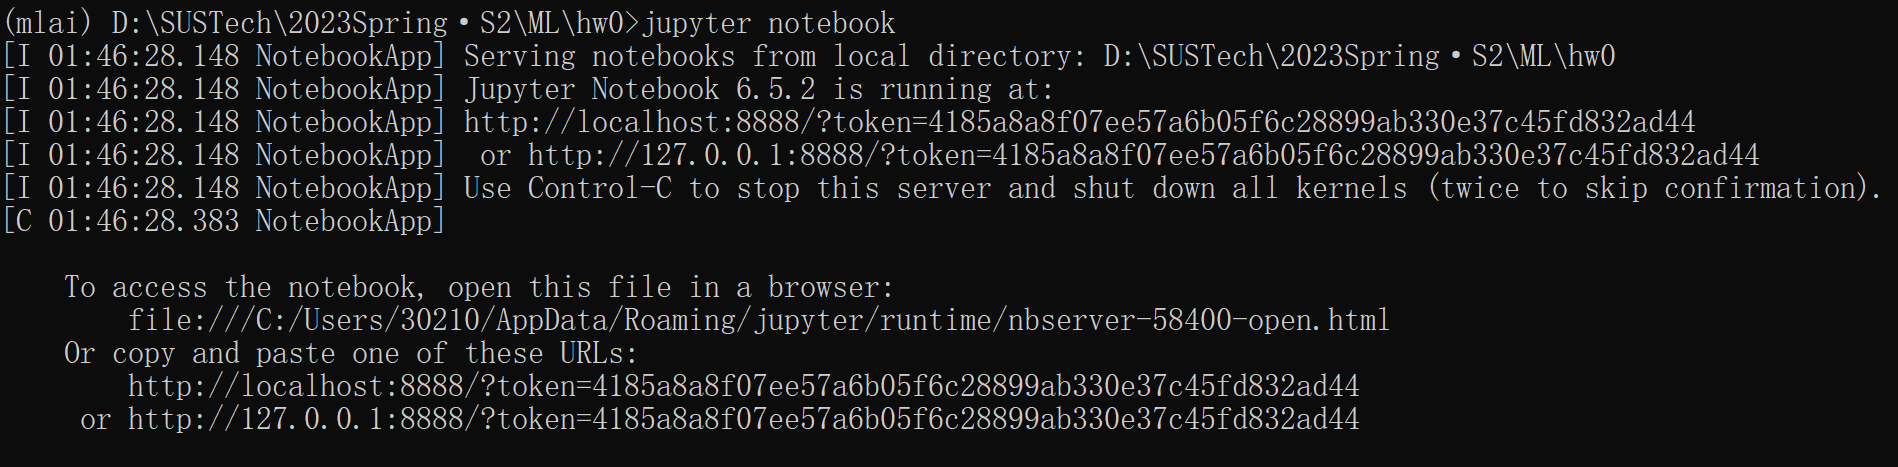 (mlai) D:\SUSTech\2023Spring·S2\ML\hw0>jupyter notebook
[I 01:46:28.148 NotebookApp] Serving notebooks from local directory: D:\SUSTech\2023Spring·S2\ML\hw0
[I 01:46:28.148 NotebookApp] Jupyter Notebook 6.5.2 is running at:
[I 01:46:28.148 NotebookApp] http://localhost:8888/?token=4185a8a8f07ee57a6b05f6c28899ab330e37c45fd832ad44
[I 01:46:28.148 NotebookApp]  or http://127.0.0.1:8888/?token=4185a8a8f07ee57a6b05f6c28899ab330e37c45fd832ad44
[I 01:46:28.148 NotebookApp] Use Control-C to stop this server and shut down all kernels (twice to skip confirmation).
[C 01:46:28.383 NotebookApp]
To access the notebook, open this file in a browser:
file:///C:/Users/30210/AppData/Roaming/jupyter/runtime/nbserver-58400-open.html
Or copy and paste one of these URLs:
http://localhost:8888/?token=4185a8a8f07ee57a6b05f6c28899ab330e37c45fd832ad44
or http://127.0.0.1:8888/?token=4185a8a8f07ee57a6b05f6c28899ab330e37c45fd832ad44